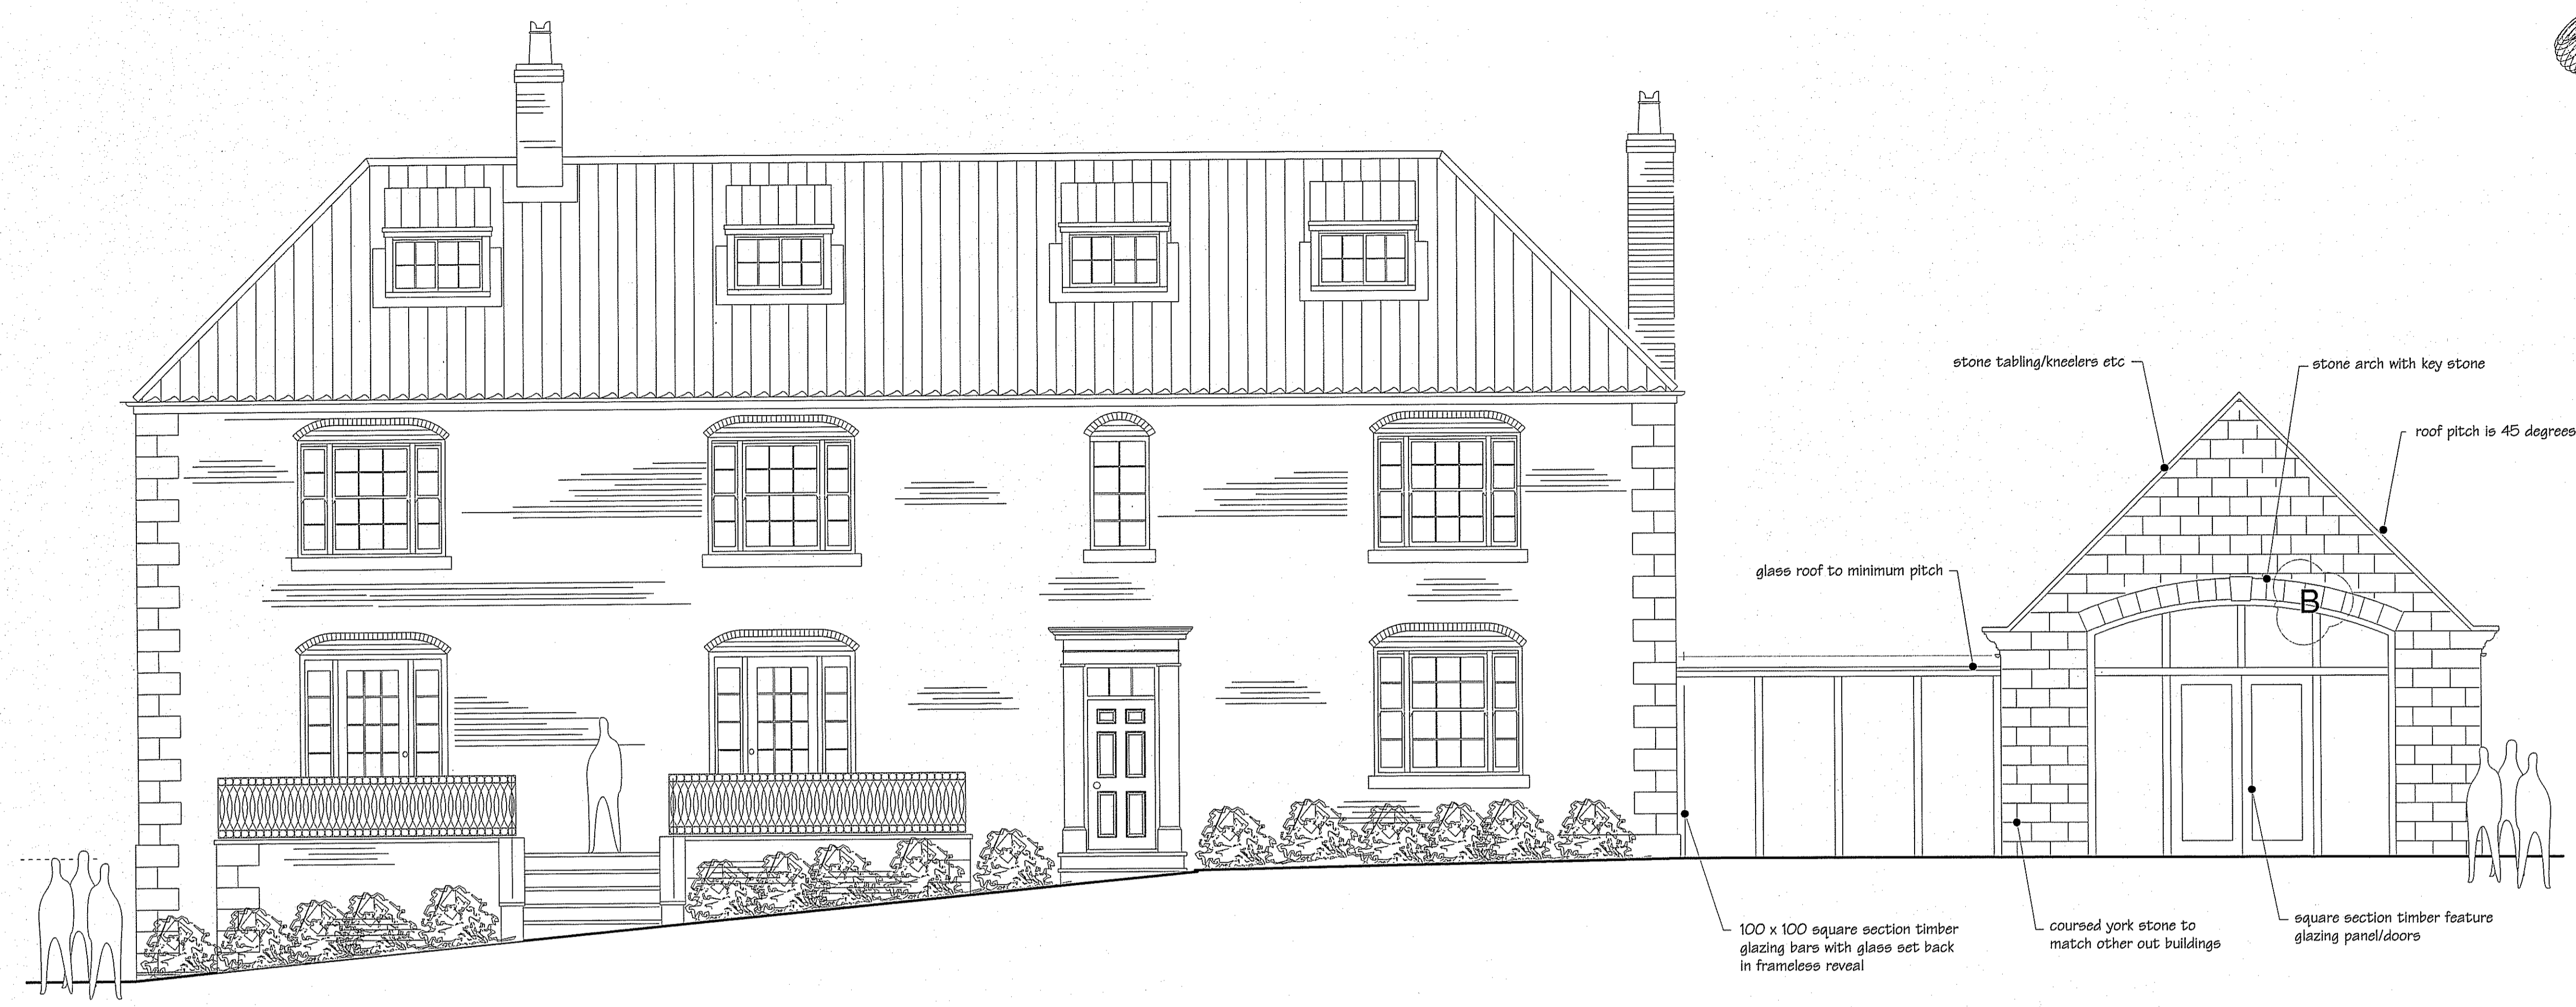 stone tabling/kneelers etc
stone arch with key stone
roof pitch is 45 degrees
glass roof to minimum pitch
B
100 x 100 square section timber
glazing bars with glass set back
in frameless reveal
coursed york stone to
match other out buildings
square section timber feature
glazing panel/doors